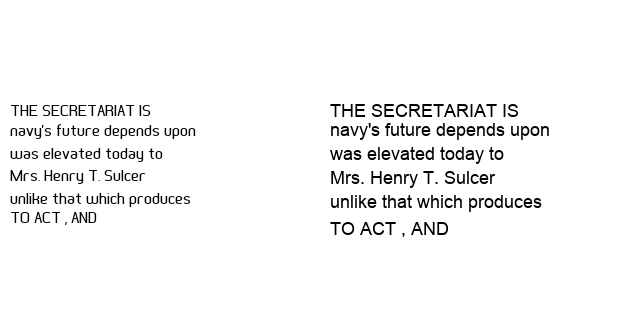 THE SECRETARIAT IS
navy's future depends upon
was elevated today to
Mrs. Henry T. Sulcer
unlike that which produces
TO ACT , AND
THE SECRETARIAT IS
navy's future depends upon
was elevated today to
Mrs. Henry T. Sulcer
unlike that which produces
TO ACT , AND